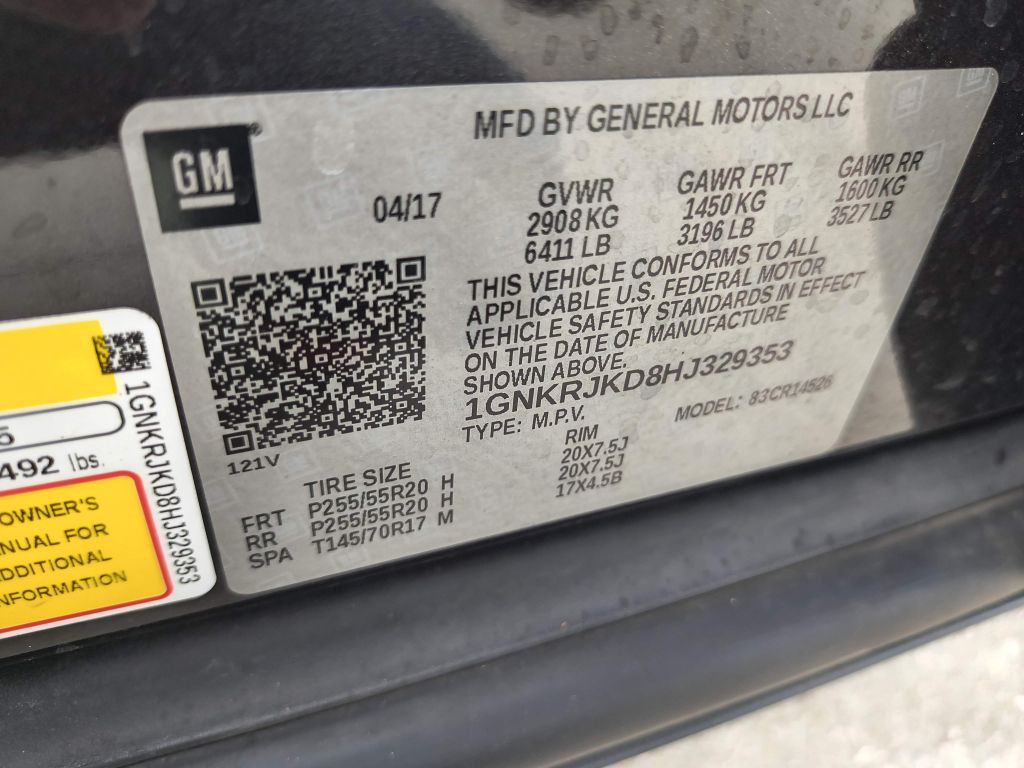 GM
®
MFD BY GENERAL MOTORS LLC
04/17
GVWR
2908 KG
6411 LB
GAWR FRT
1450 KG
3196 LB
GAWR RR
1600 KG
3527 LB
THIS VEHICLE CONFORMS TO ALL
APPLICABLE U.S. FEDERAL MOTOR
VEHICLE SAFETY STANDARDS IN EFFECT
ON THE DATE OF MANUFACTURE
SHOWN ABOVE.
1GNKRJKD8HJ329353
TYPE: M.P.V.
MODEL: 83CR14526
121V
TIRE SIZE
RIM
FRT P255/55R20 H 20X7.5J
RR P255/55R20 H 20X7.5J
SPA T145/70R17 M 17X4.5B
1GNKRJKD8HJ329353
5
492 lbs.
OWNER'S
ANUAL FOR
ADDITIONAL
NFORMATION